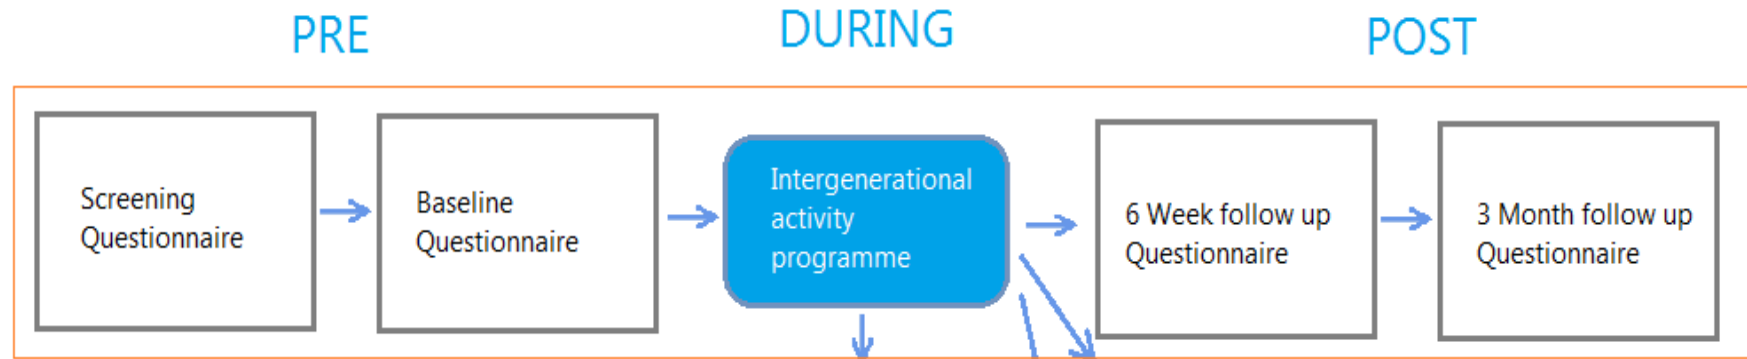 PRE
DURING
POST
Screening
Questionnaire
Baseline
Questionnaire
Intergenerational
activity
programme
6 Week follow up
Questionnaire
3 Month follow up
Questionnaire